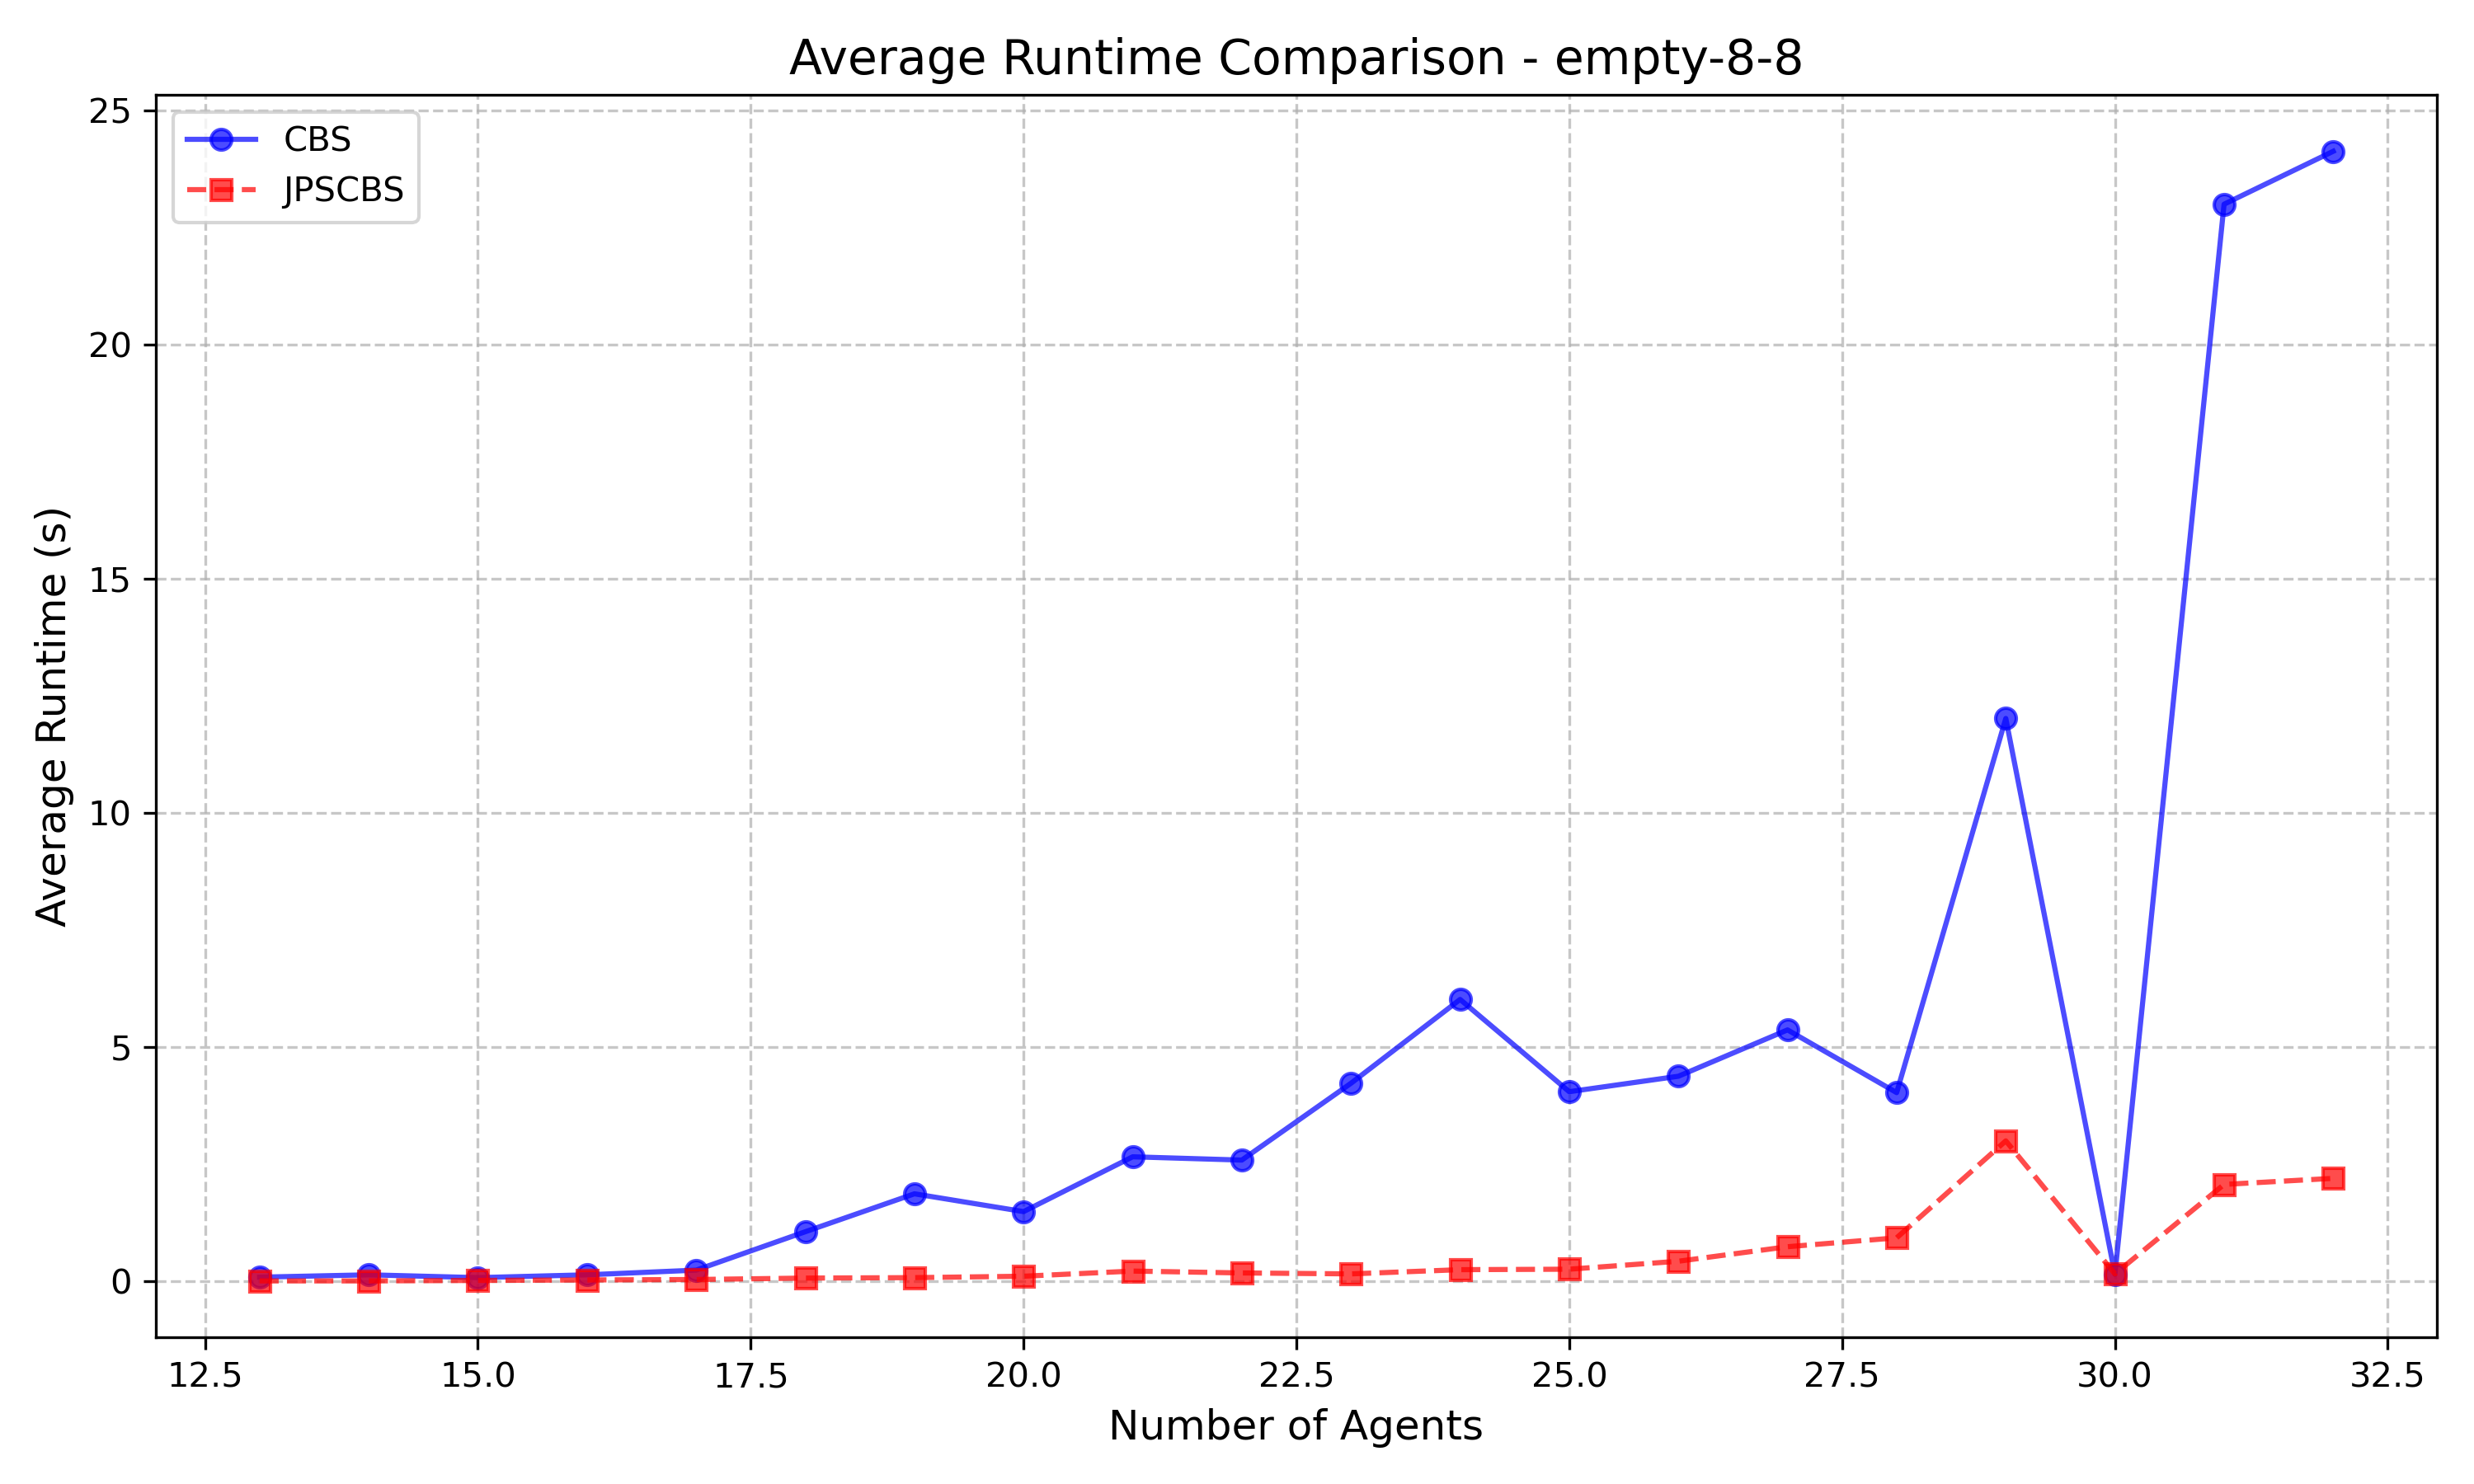 Average Runtime Comparison - empty-8-8
CBS
JPSCBS
Average Runtime (s)
25
20
15
10
5
0
12.5 15.0 17.5 20.0 22.5 25.0 27.5 30.0 32.5
Number of Agents